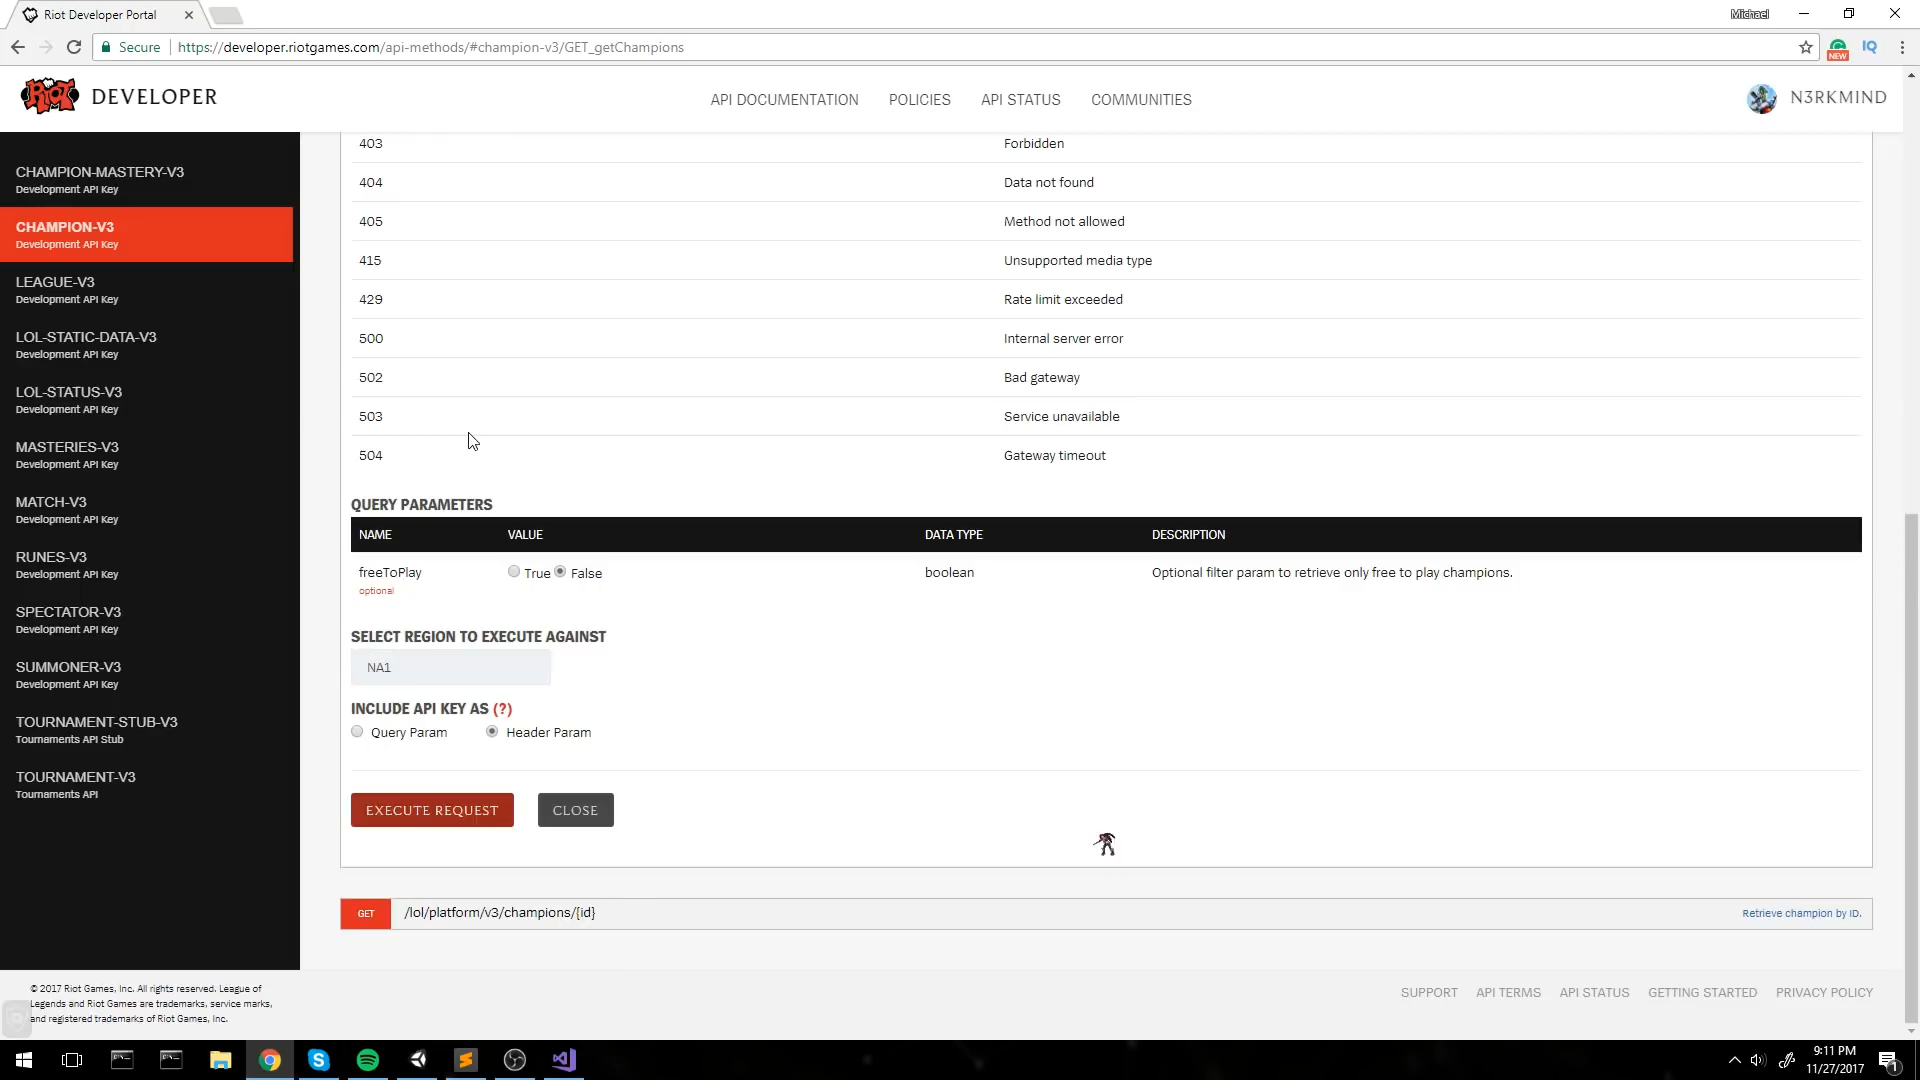 Riot Developer Portal
Michael
Secure
https://developer.riotgames.com/api-methods/#champion-v3/GET_getChampions
NEW
IQ
RIOT
DEVELOPER
API DOCUMENTATION
POLICIES
API STATUS
COMMUNITIES
N3RKMIND
CHAMPION-MASTERY-V3
Development API Key
CHAMPION-V3
Development API Key
LEAGUE-V3
Development API Key
LOL-STATIC-DATA-V3
Development API Key
LOL-STATUS-V3
Development API Key
MASTERIES-V3
Development API Key
MATCH-V3
Development API Key
RUNES-V3
Development API Key
SPECTATOR-V3
Development API Key
SUMMONER-V3
Development API Key
TOURNAMENT-STUB-V3
Tournaments API Stub
TOURNAMENT-V3
Tournaments API
403 Forbidden
404 Data not found
405 Method not allowed
415 Unsupported media type
429 Rate limit exceeded
500 Internal server error
502 Bad gateway
503 Service unavailable
504 Gateway timeout
QUERY PARAMETERS
NAME VALUE DATA TYPE DESCRIPTION
freeToPlay True False boolean Optional filter param to retrieve only free to play champions.
optional
SELECT REGION TO EXECUTE AGAINST
NA1
INCLUDE API KEY AS (?)
Query Param Header Param
EXECUTE REQUEST CLOSE
GET /lol/platform/v3/champions/{id} Retrieve champion by ID.
© 2017 Riot Games, Inc. All rights reserved. League of
Legends and Riot Games are trademarks, service marks,
and registered trademarks of Riot Games, Inc.
SUPPORT API TERMS API STATUS GETTING STARTED PRIVACY POLICY
9:11 PM
11/27/2017
1